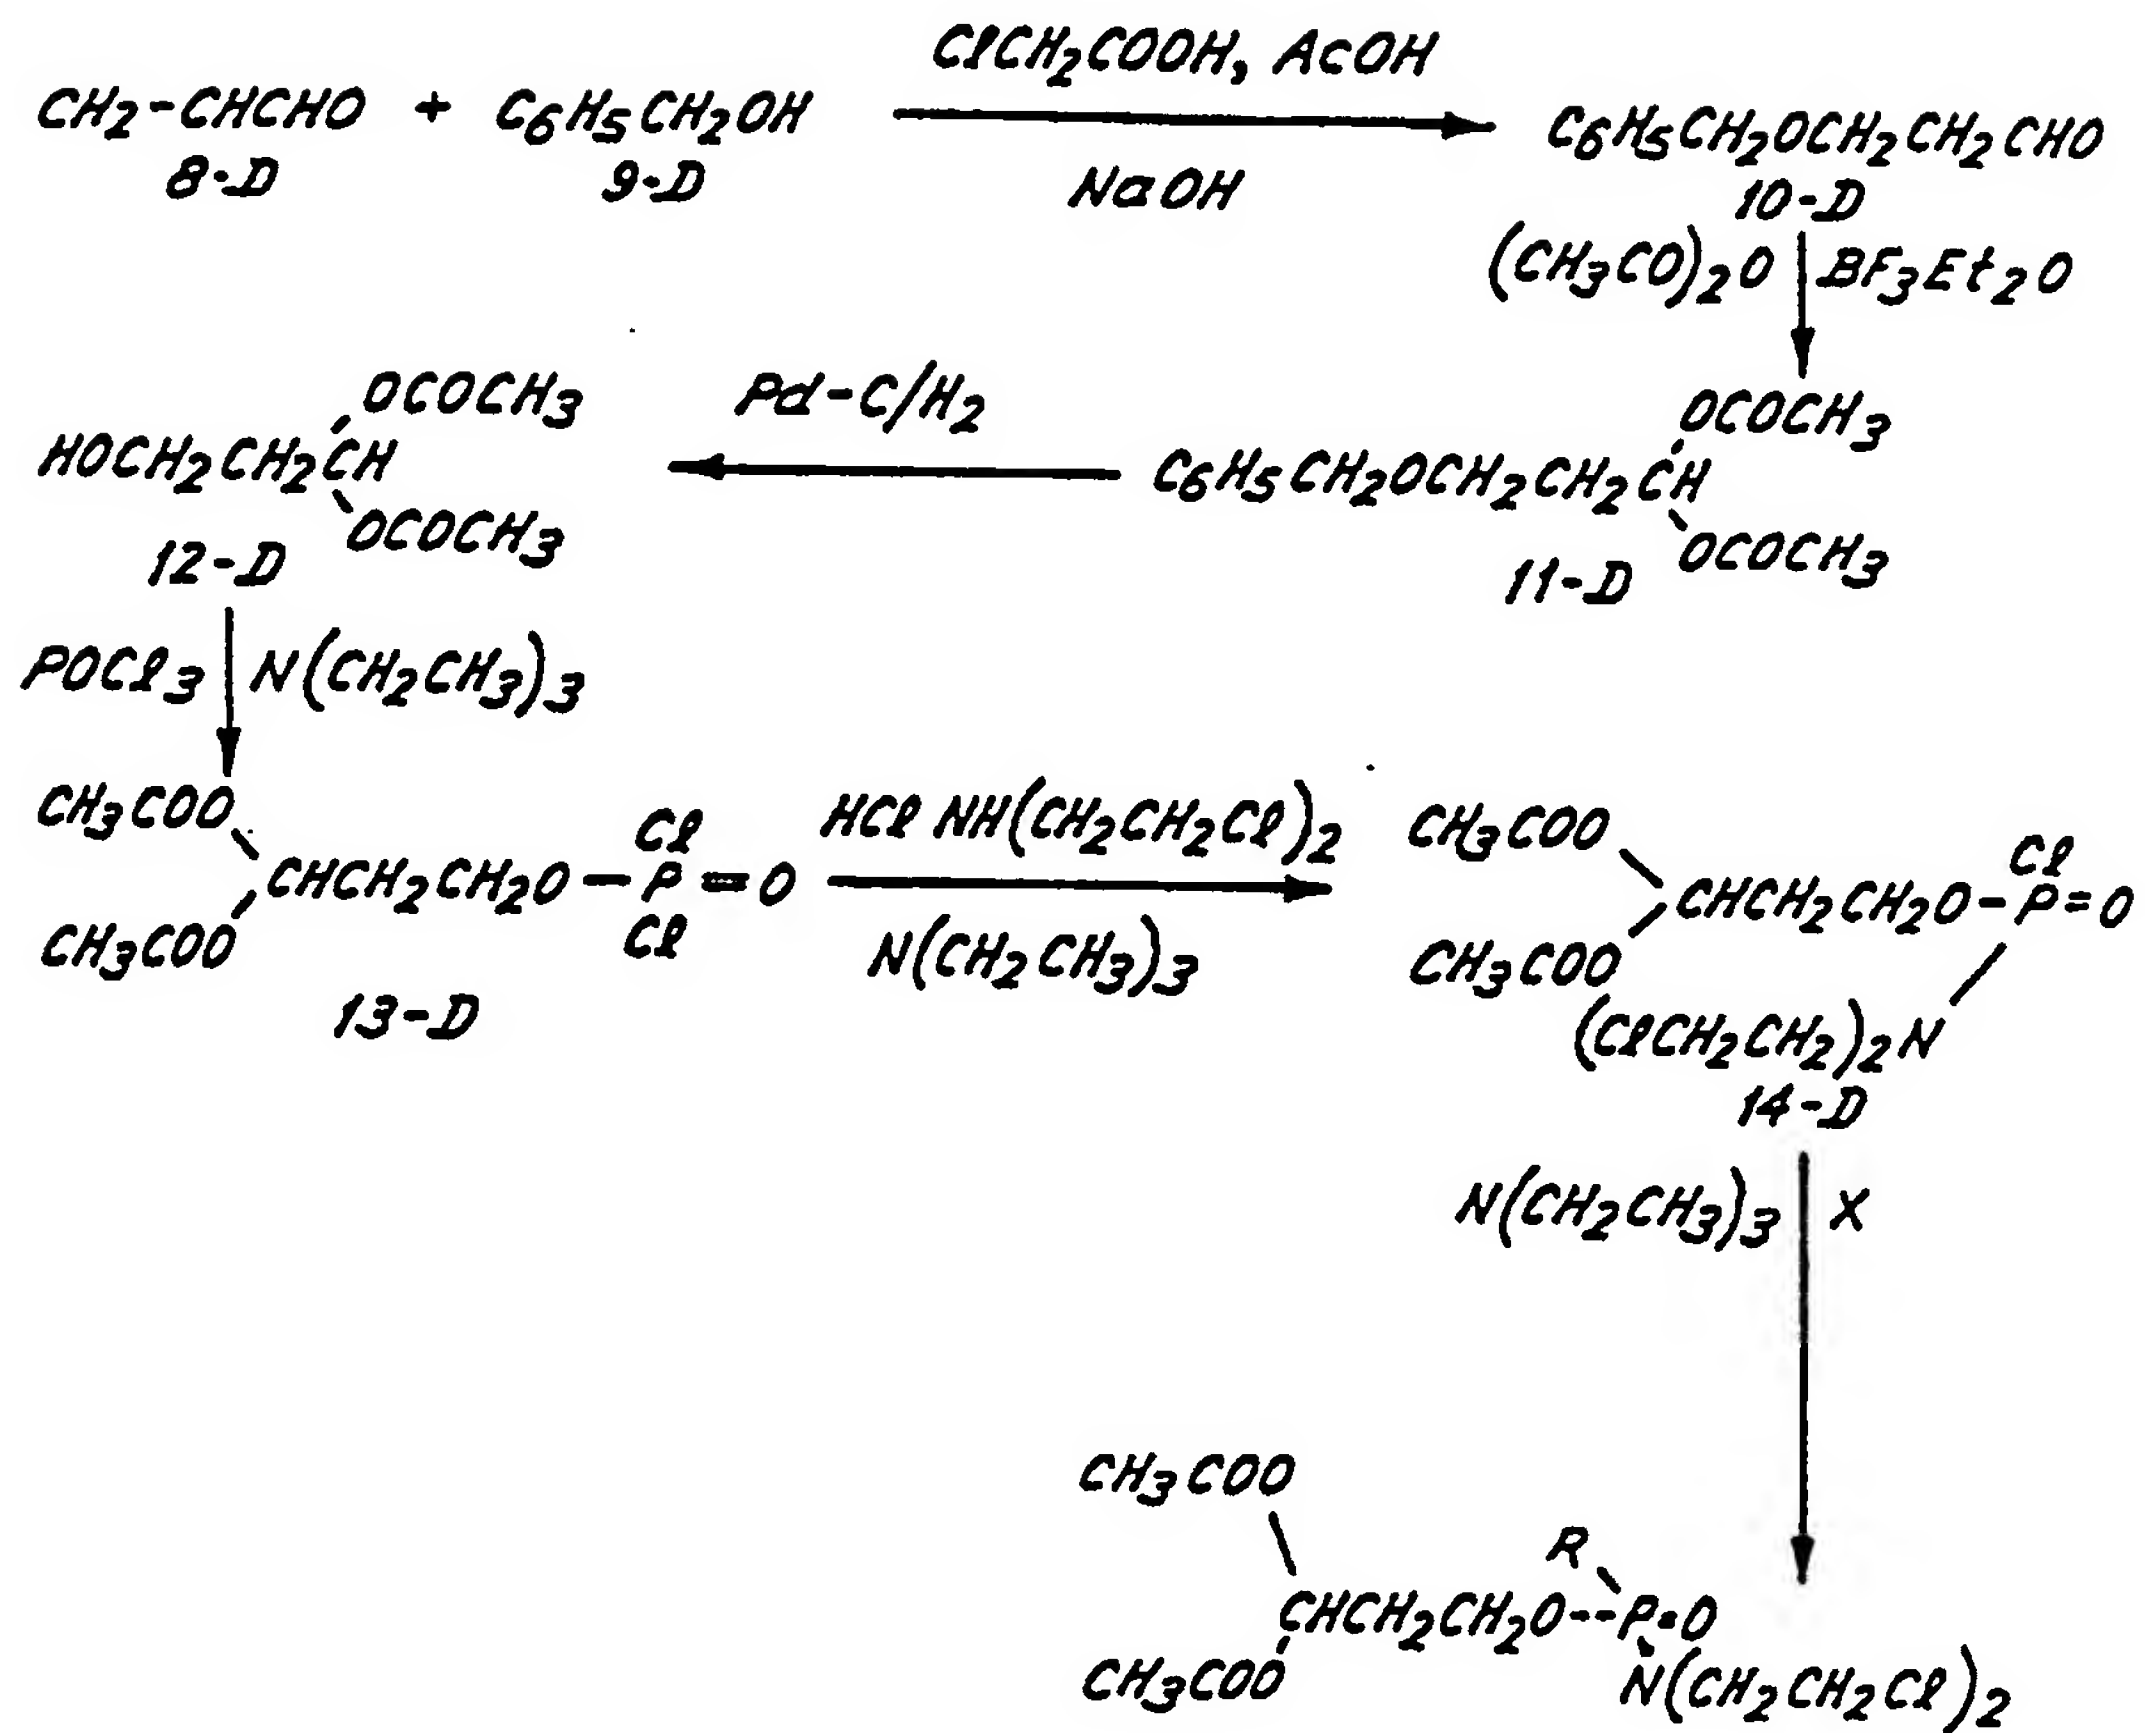 ClCH2COOH, AcOH
CH2-CHCHO + C6H5CH2OH C6H5CH2OCH2CH2CHO
8-D 9-D NaOH 10-D
(CH3CO)2O BF3Et2O
OCOCH3 Pd-C/H2 OCOCH3
HOCH2CH2CH C6H5CH2OCH2CH2CH
OCOCH3 OCOCH3
12-D 11-D
POCl3 N(CH2CH3)3
CH3COO Cl HCl NH(CH2CH2Cl)2 CH3COO Cl
CHCH2CH2O-P=O CHCH2CH2O-P=O
CH3COO Cl N(CH2CH3)3 CH3COO
13-D (ClCH2CH2)2N
14-D
N(CH2CH3)3 X
CH3COO
R
CHCH2CH2O--P=O
CH3COO N(CH2CH2Cl)2